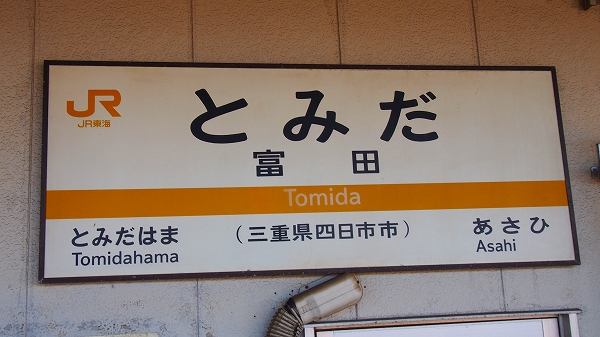 JR
JR東海
とみだ
富田
Tomida
とみだはま
Tomidahama
(三重県四日市市)
あさひ
Asahi